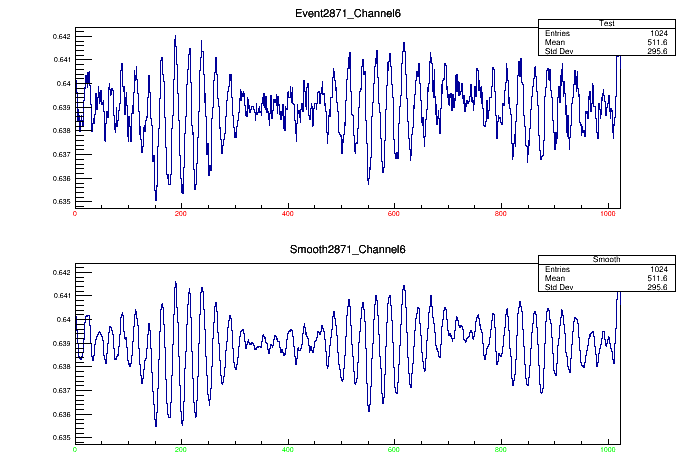 Event2871_Channel6
Test
Entries 1024
Mean 511.6
Std Dev 295.6
0.642
0.641
0.64
0.639
0.638
0.637
0.636
0.635
0 200 400 600 800 1000
Smooth2871_Channel6
Smooth
Entries 1024
Mean 511.6
Std Dev 295.6
0.642
0.641
0.64
0.639
0.638
0.637
0.636
0.635
0 200 400 600 800 1000